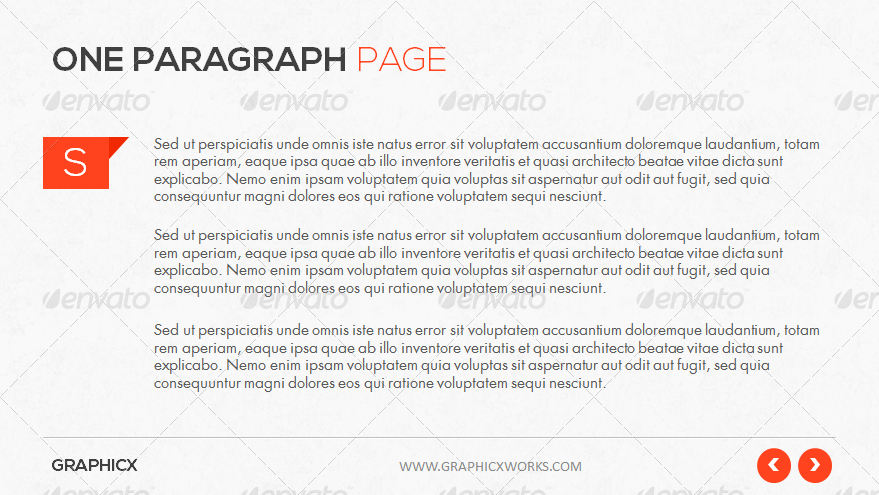 ONE PARAGRAPH PAGE
envato envato envato envato
S
Sed ut perspiciatis unde omnis iste natus error sit voluptatem accusantium doloremque laudantium, totam
rem aperiam, eaque ipsa quae ab illo inventore veritatis et quasi architecto beatae vitae dicta sunt
explicabo. Nemo enim ipsam voluptatem quia voluptas sit aspernatur aut odit aut fugit, sed quia
consequuntur magni dolores eos qui ratione voluptatem sequi nesciunt.
Sed ut perspiciatis unde omnis iste natus error sit voluptatem accusantium doloremque laudantium, totam
rem aperiam, eaque ipsa quae ab illo inventore veritatis et quasi architecto beatae vitae dicta sunt
explicabo. Nemo enim ipsam voluptatem quia voluptas sit aspernatur aut odit aut fugit, sed quia
consequuntur magni dolores eos qui ratione voluptatem sequi nesciunt.
envato envato envato envato
Sed ut perspiciatis unde omnis iste natus error sit voluptatem accusantium doloremque laudantium, totam
rem aperiam, eaque ipsa quae ab illo inventore veritatis et quasi architecto beatae vitae dicta sunt
explicabo. Nemo enim ipsam voluptatem quia voluptas sit aspernatur aut odit aut fugit, sed quia
consequuntur magni dolores eos qui ratione voluptatem sequi nesciunt.
GRAPHICX
WWW.GRAPHICXWORKS.COM